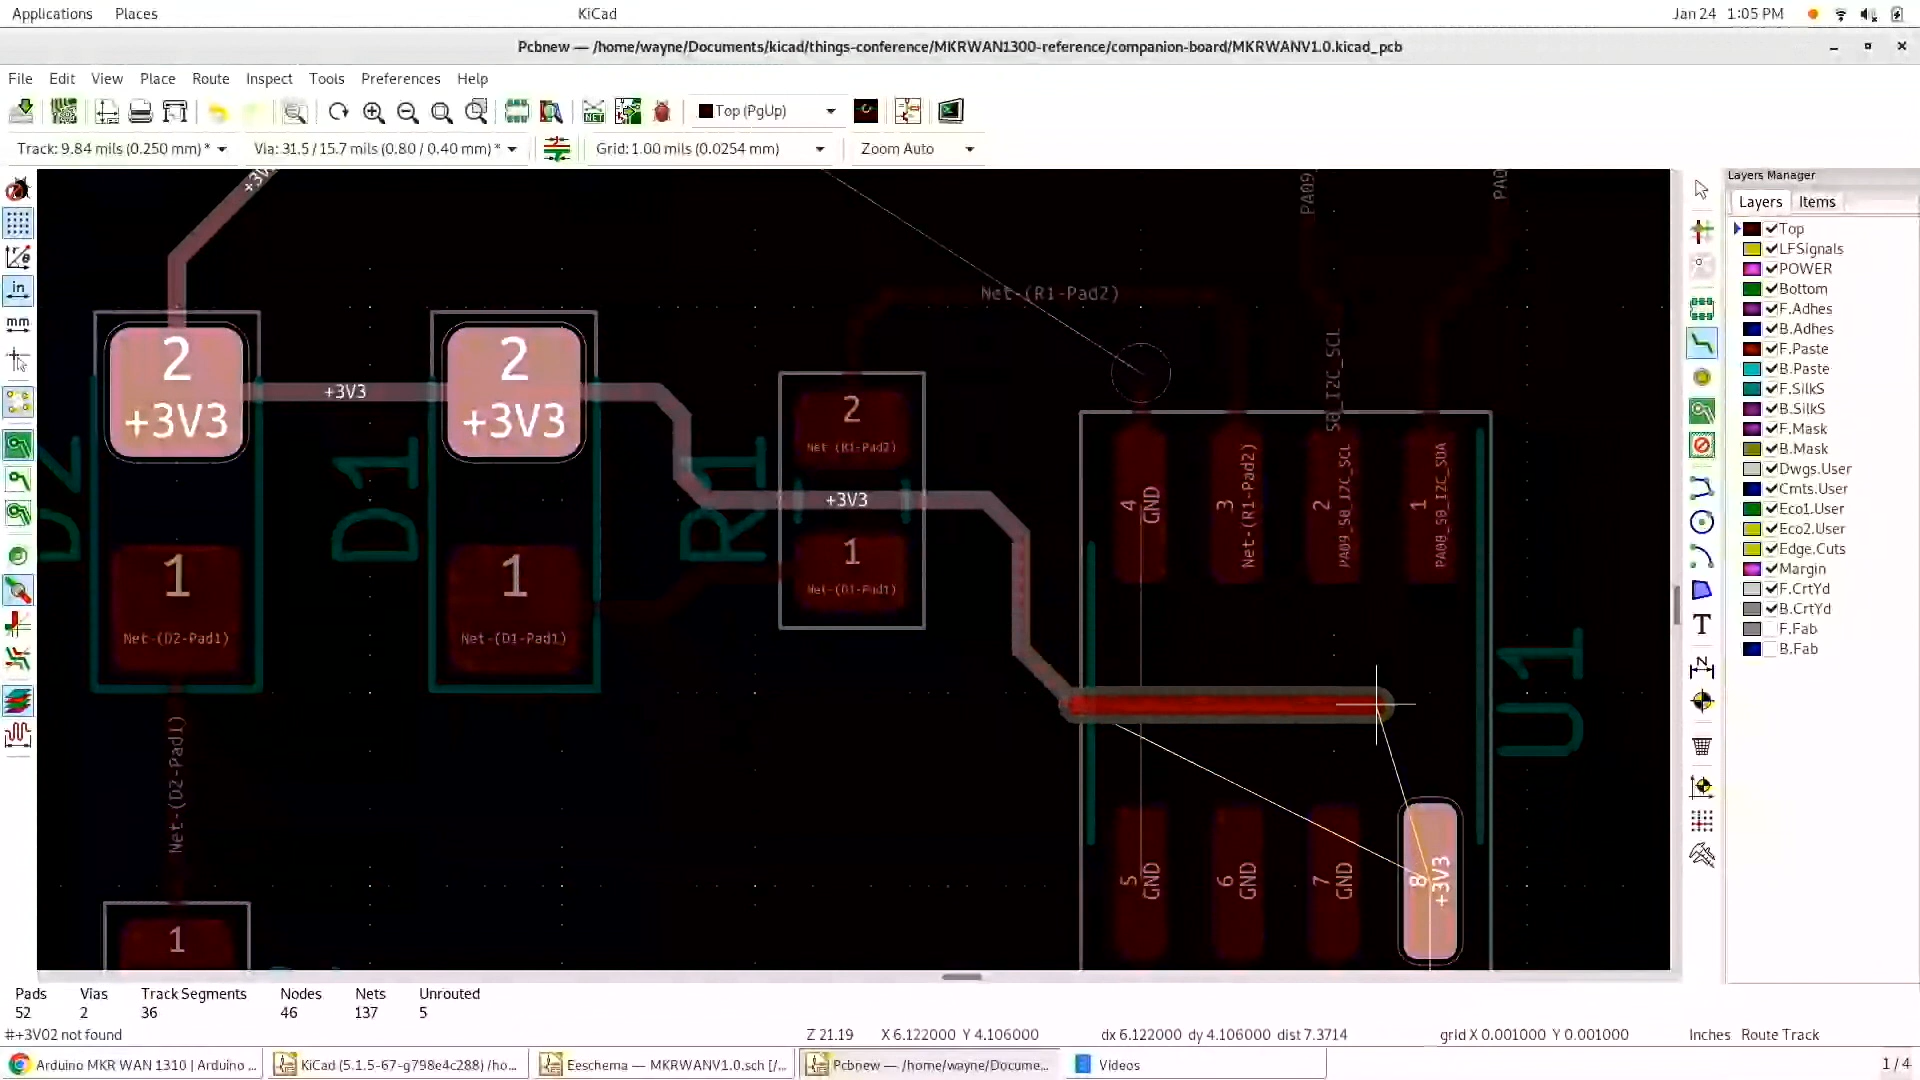 Applications Places KiCad Jan 24 1:05 PM
Pcbnew — /home/wayne/Documents/kicad/things-conference/MKRWAN1300-reference/companion-board/MKRWANV1.0.kicad_pcb
File Edit View Place Route Inspect Tools Preferences Help
NET
Top (PgUp)
Track: 9.84 mils (0.250 mm) * Via: 31.5 / 15.7 mils (0.80 / 0.40 mm) * Grid: 1.00 mils (0.0254 mm) Zoom Auto
in
mm
T
N
Layers Manager
Layers Items
Top
LFSignals
POWER
Bottom
F.Adhes
B.Adhes
F.Paste
B.Paste
F.SilkS
B.SilkS
F.Mask
B.Mask
Dwgs.User
Cmts.User
Eco1.User
Eco2.User
Edge.Cuts
Margin
F.CrtYd
B.CrtYd
F.Fab
B.Fab
PA09_
PA0
Net-(R1-Pad2)
2
+3V3
+3V3
2
+3V3
2
Net-(R1-Pad2)
+3V3
1
Net-(D1-Pad1)
D2
D1
R1
U1
1
Net-(D2-Pad1)
1
Net-(D1-Pad1)
Net-(D2-Pad1)
1
4
GND
3
Net-(R1-Pad2)
2
PA09_S0_I2C_SCL
1
PA08_S0_I2C_SDA
S0_I2C_SCL
5
GND
6
GND
7
GND
8
+3V3
Pads Vias Track Segments Nodes Nets Unrouted
52 2 36 46 137 5
#+3V02 not found Z 21.19 X 6.122000 Y 4.106000 dx 6.122000 dy 4.106000 dist 7.3714 grid X 0.001000 Y 0.001000 Inches Route Track
Arduino MKR WAN 1310 | Arduino ... KiCad (5.1.5-67-g798e4c288) /ho... Eeschema — MKRWANV1.0.sch [/... Pcbnew — /home/wayne/Docume... Videos 1 / 4